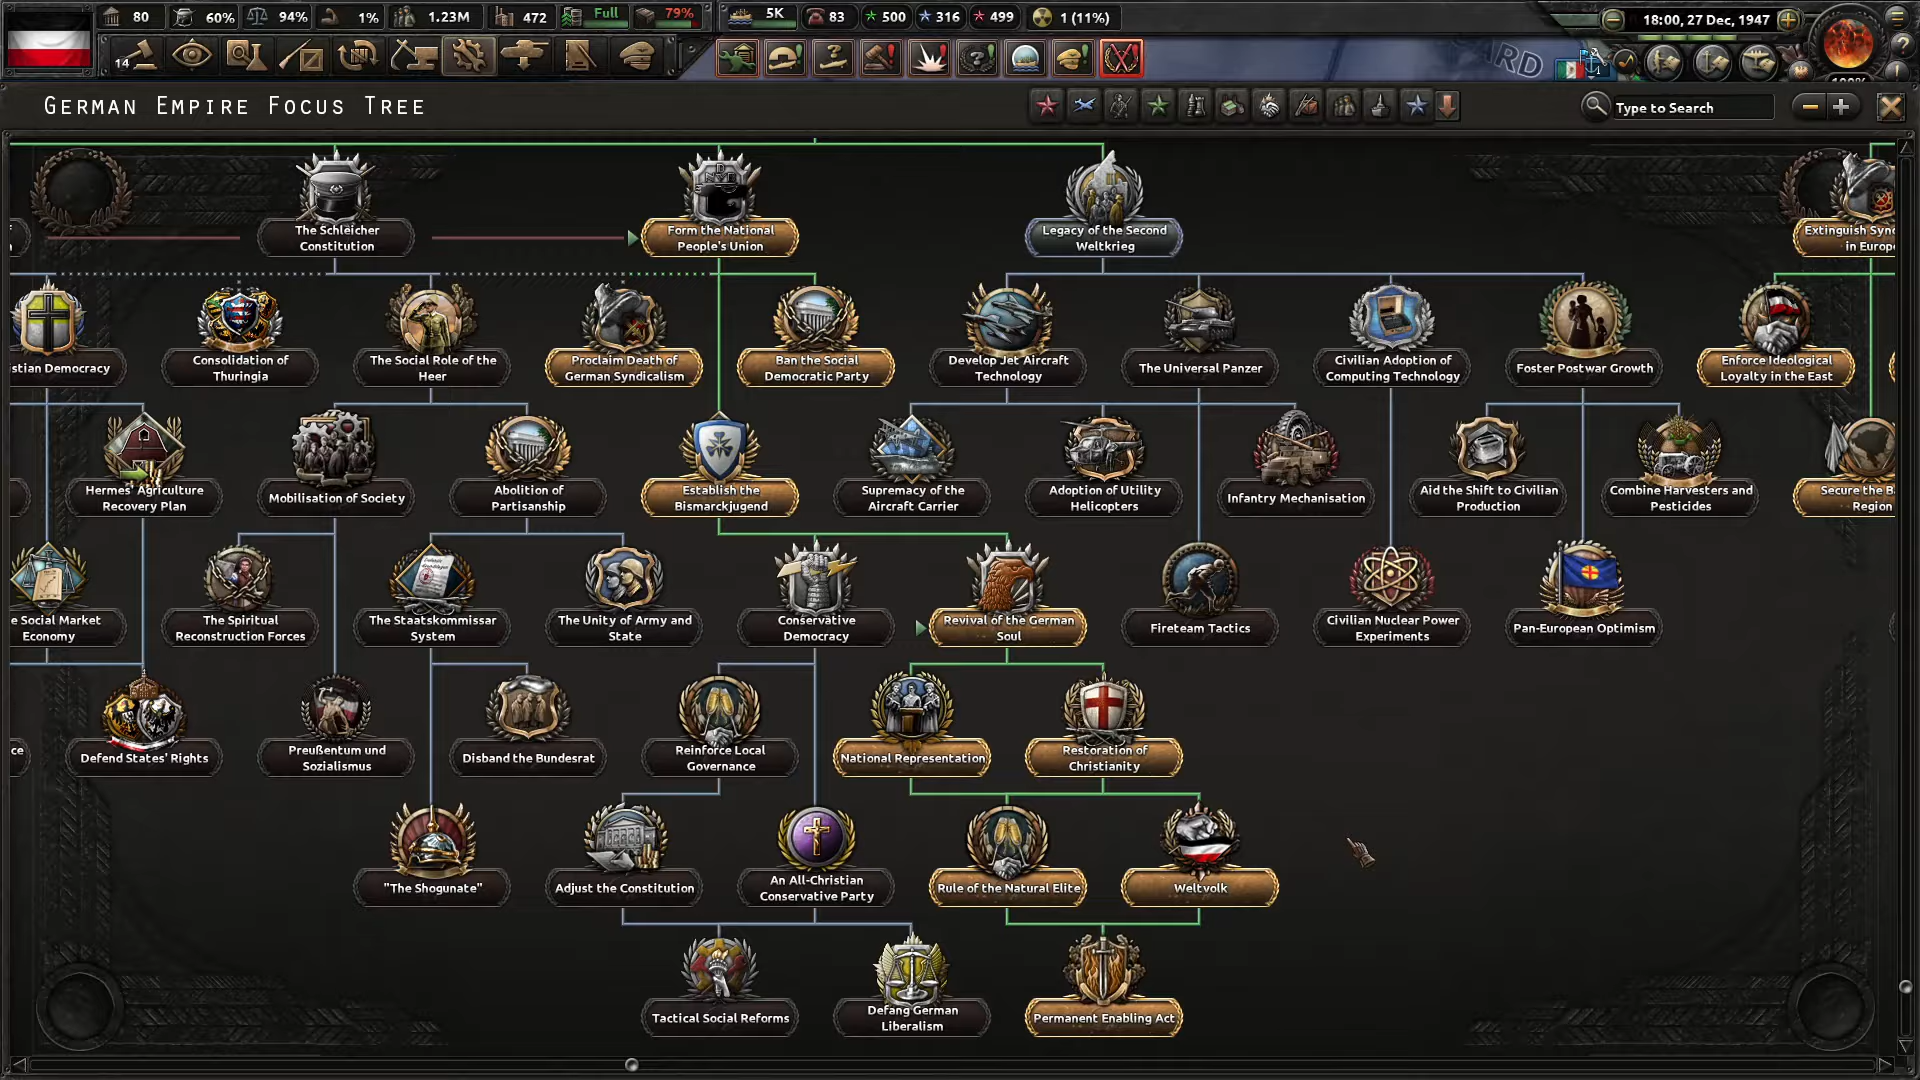 80
60%
94%
1%
1.23M
472
Full
79%
5K
83
500
316
499
1 (11%)
18:00, 27 Dec, 1947
14
100%
GERMAN EMPIRE FOCUS TREE
Type to Search
The Schleicher
Constitution
Form the National
People's Union
Legacy of the Second
Weltkrieg
Extinguish Syn
in Europ
istian Democracy
Consolidation of
Thuringia
The Social Role of the
Heer
Proclaim Death of
German Syndicalism
Ban the Social
Democratic Party
Develop Jet Aircraft
Technology
The Universal Panzer
Civilian Adoption of
Computing Technology
Foster Postwar Growth
Enforce Ideological
Loyalty in the East
Hermes' Agriculture
Recovery Plan
Mobilisation of Society
Abolition of
Partisanship
Establish the
Bismarckjugend
Supremacy of the
Aircraft Carrier
Adoption of Utility
Helicopters
Infantry Mechanisation
Aid the Shift to Civilian
Production
Combine Harvesters and
Pesticides
Secure the B
Region
e Social Market
Economy
The Spiritual
Reconstruction Forces
The Staatskommissar
System
The Unity of Army and
State
Conservative
Democracy
Revival of the German
Soul
Fireteam Tactics
Civilian Nuclear Power
Experiments
Pan-European Optimism
ce
Defend States' Rights
Preußentum und
Sozialismus
Disband the Bundesrat
Reinforce Local
Governance
National Representation
Restoration of
Christianity
"The Shogunate"
Adjust the Constitution
An All-Christian
Conservative Party
Rule of the Natural Elite
Weltvolk
Tactical Social Reforms
Defang German
Liberalism
Permanent Enabling Act